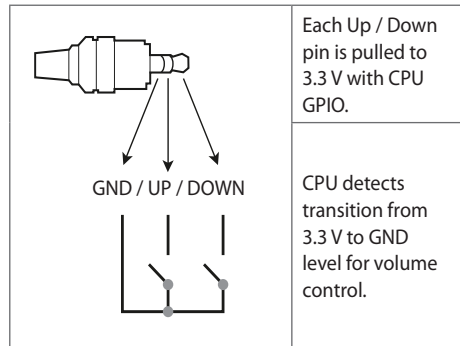 Each Up / Down
pin is pulled to
3.3 V with CPU
GPIO.
GND / UP / DOWN
CPU detects
transition from
3.3 V to GND
level for volume
control.